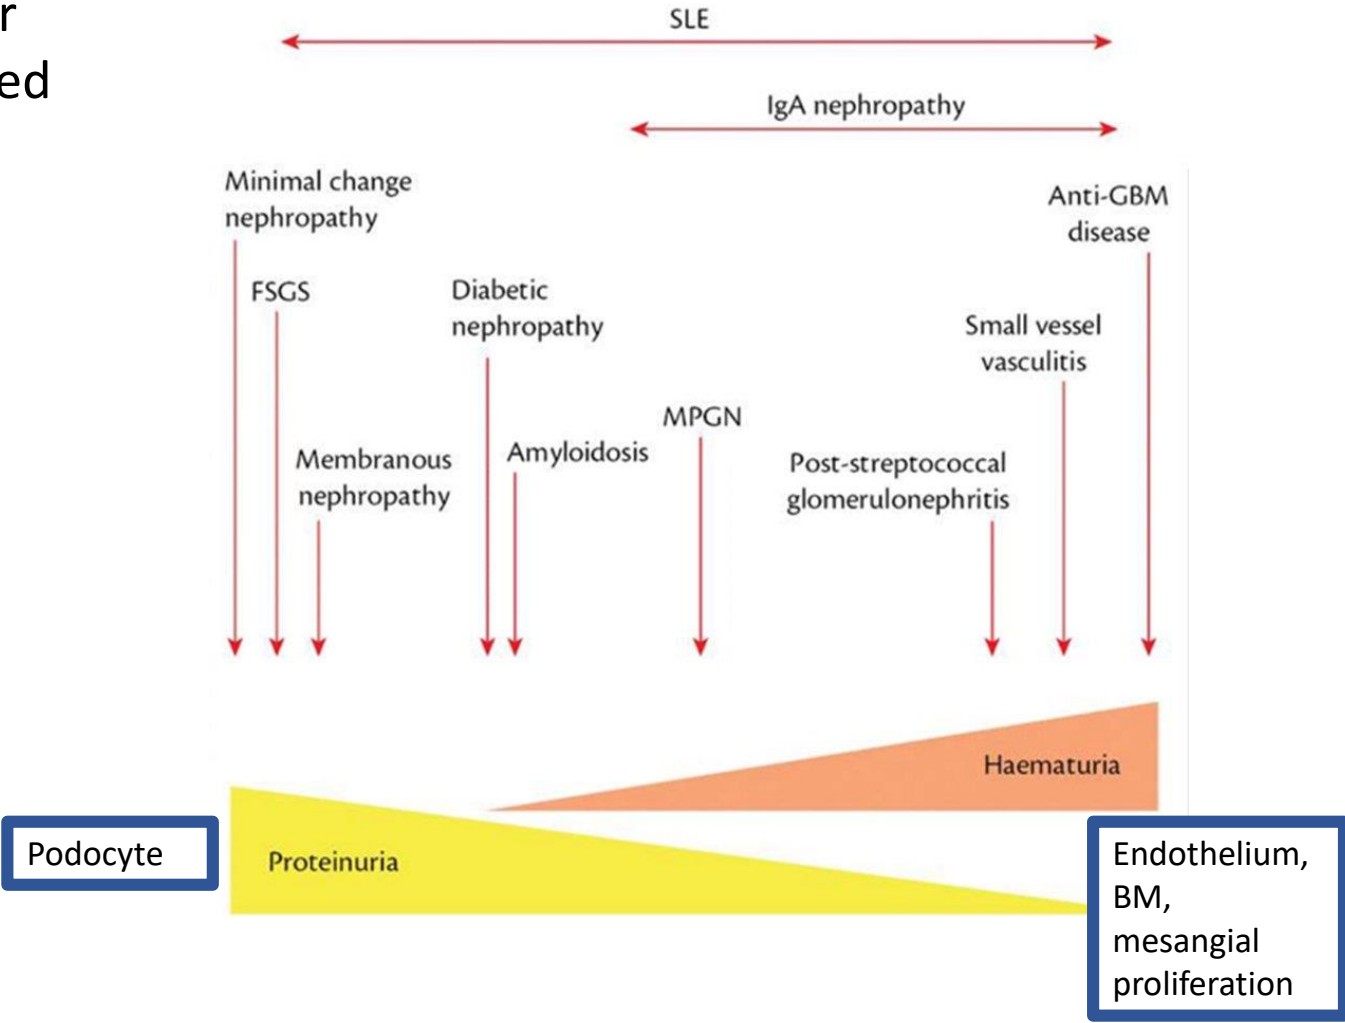 r
ed
SLE
IgA nephropathy
Minimal change
nephropathy
Anti-GBM
disease
FSGS
Diabetic
nephropathy
Small vessel
vasculitis
MPGN
Membranous
nephropathy
Amyloidosis
Post-streptococcal
glomerulonephritis
Haematuria
Podocyte
Proteinuria
Endothelium,
BM,
mesangial
proliferation